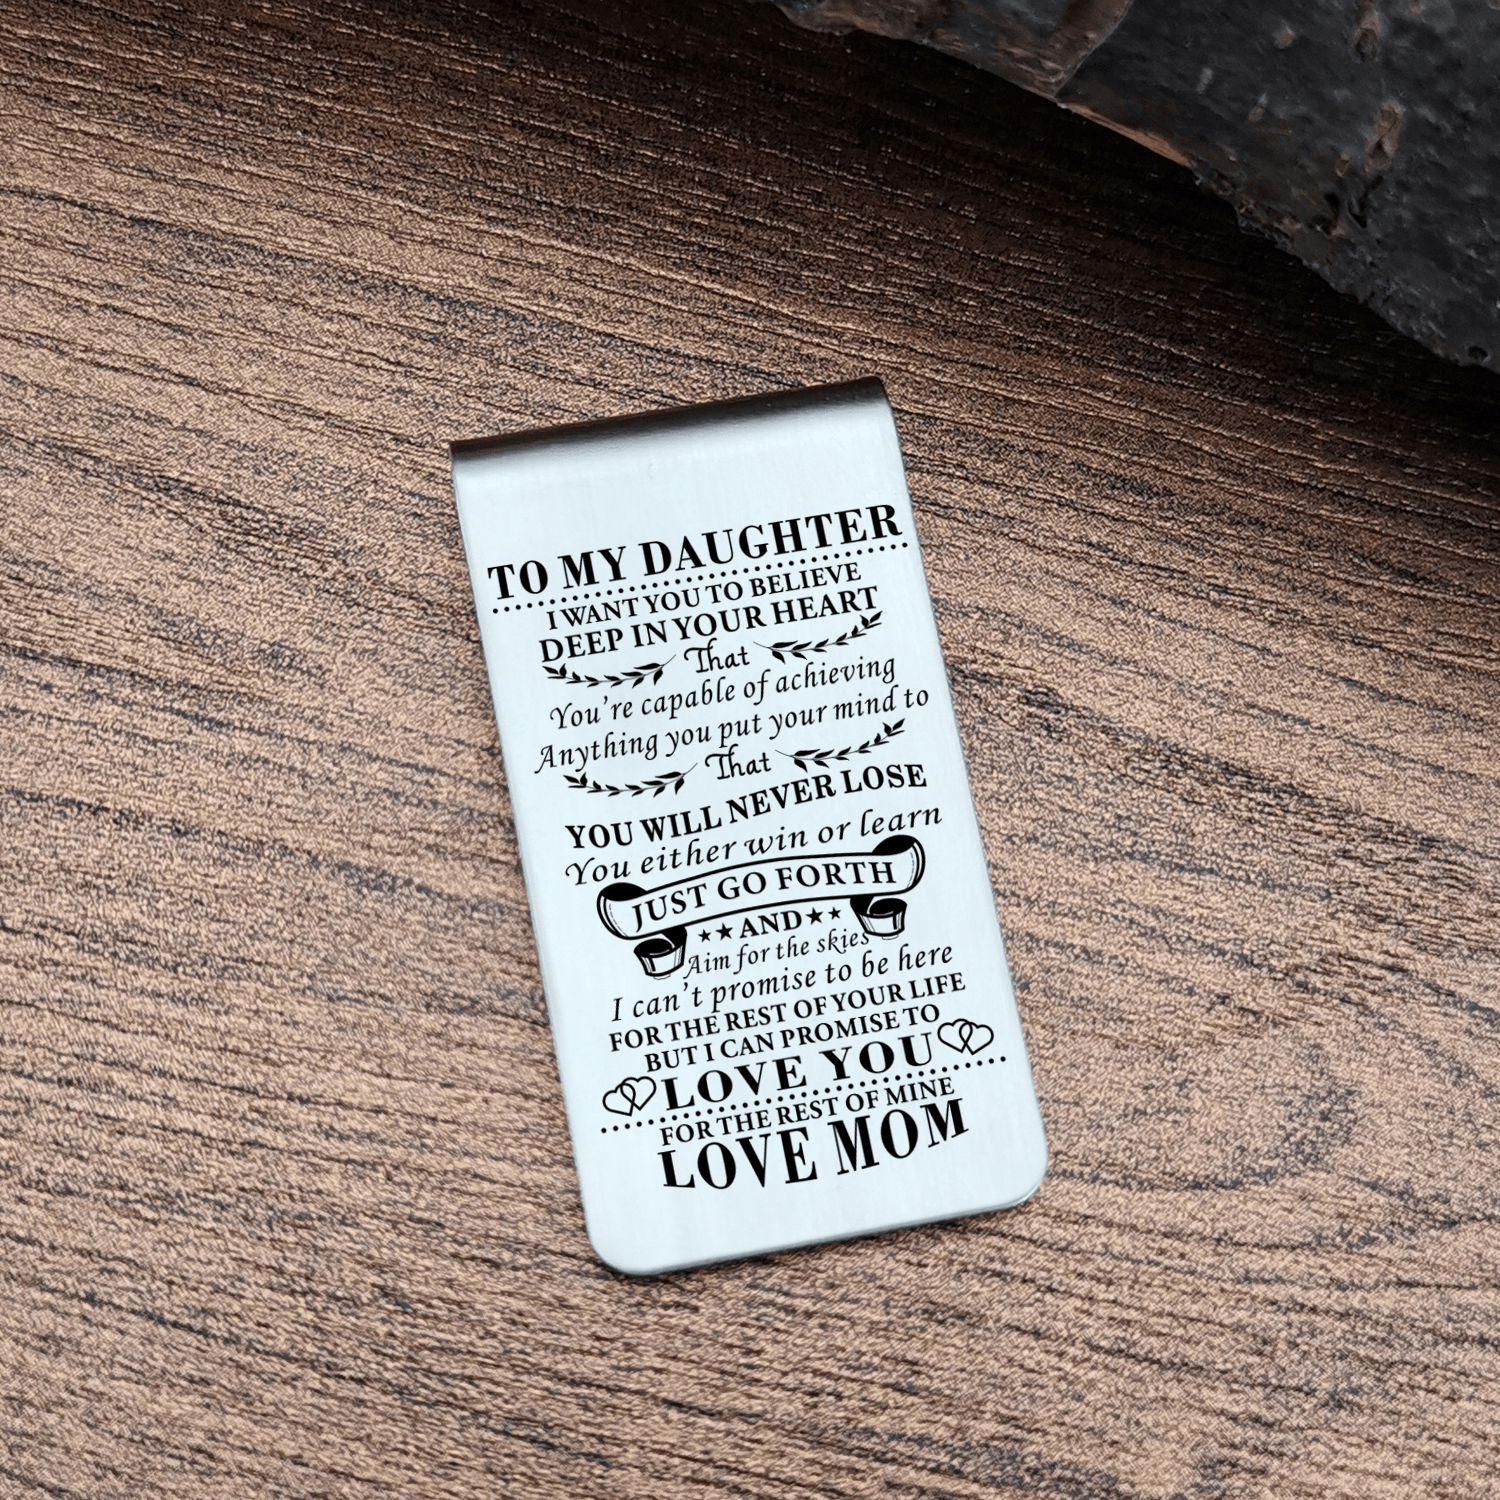 TO MY DAUGHTER
I WANT YOU TO BELIEVE
DEEP IN YOUR HEART
That
You're capable of achieving
Anything you put your mind to
That
YOU WILL NEVER LOSE
You either win or learn
JUST GO FORTH
AND
Aim for the skies
I can't promise to be here
FOR THE REST OF YOUR LIFE
BUT I CAN PROMISE TO
LOVE YOU
FOR THE REST OF MINE
LOVE MOM